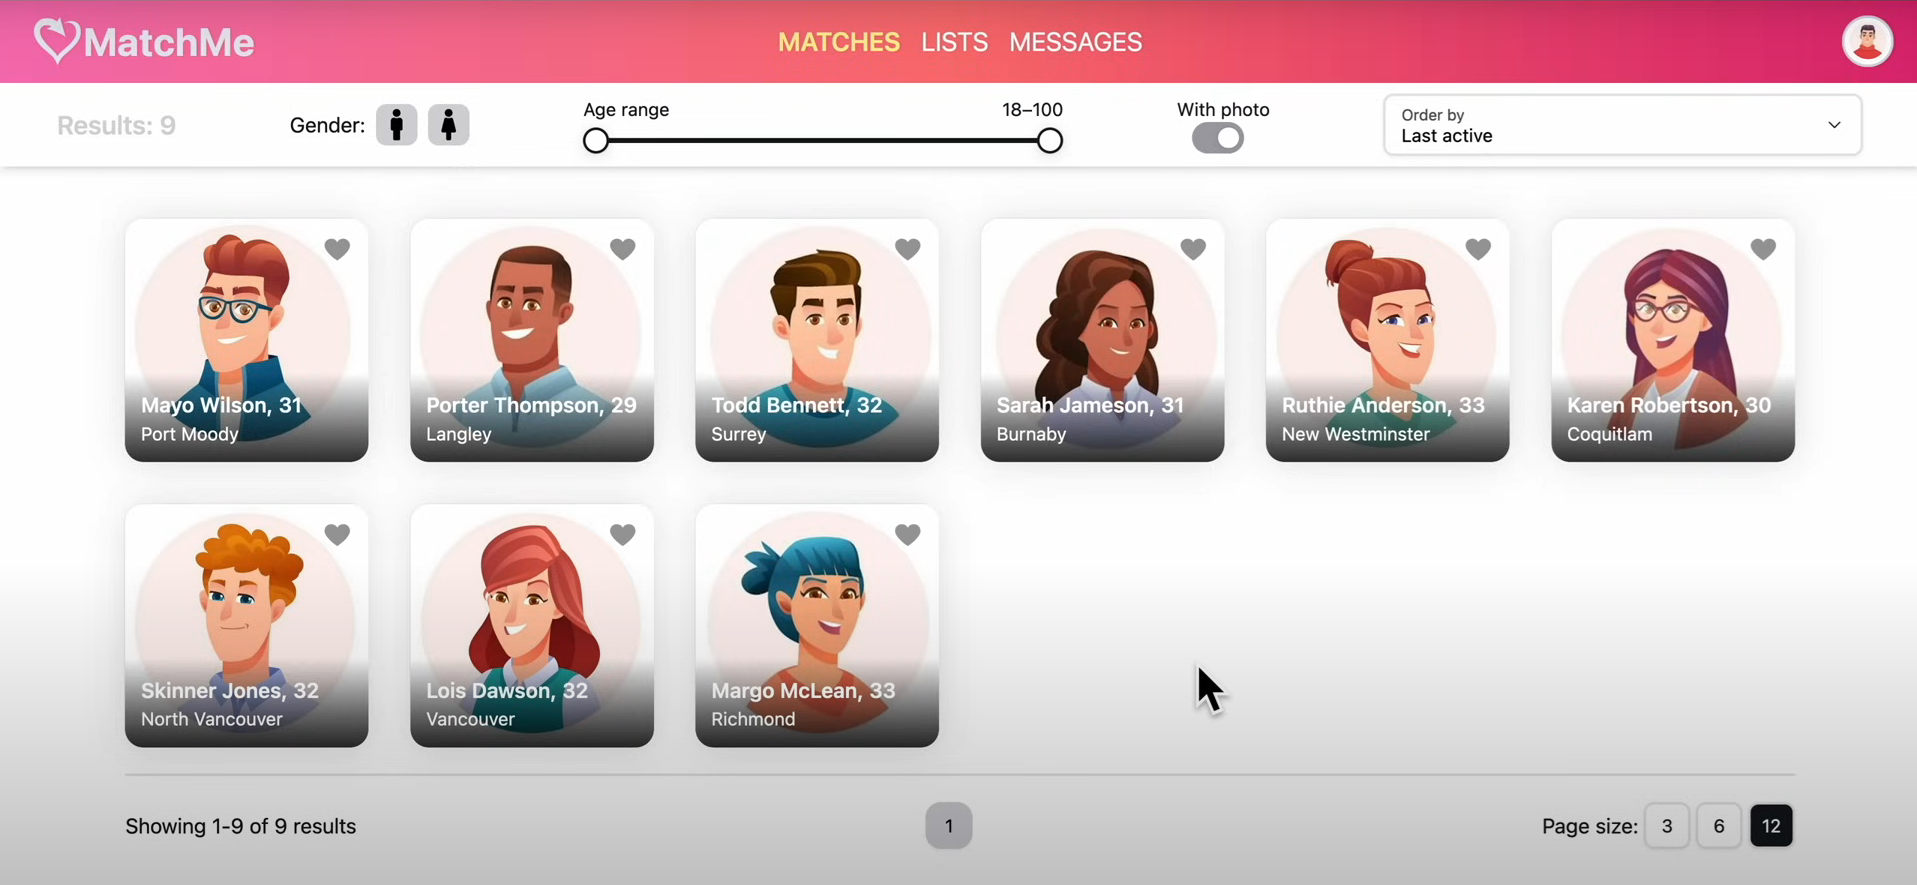 MatchMe
MATCHES LISTS MESSAGES
Results: 9
Gender:
Age range 18–100
With photo
Order by
Last active
Mayo Wilson, 31
Port Moody
Porter Thompson, 29
Langley
Todd Bennett, 32
Surrey
Sarah Jameson, 31
Burnaby
Ruthie Anderson, 33
New Westminster
Karen Robertson, 30
Coquitlam
Skinner Jones, 32
North Vancouver
Lois Dawson, 32
Vancouver
Margo McLean, 33
Richmond
Showing 1-9 of 9 results
1
Page size: 3 6 12